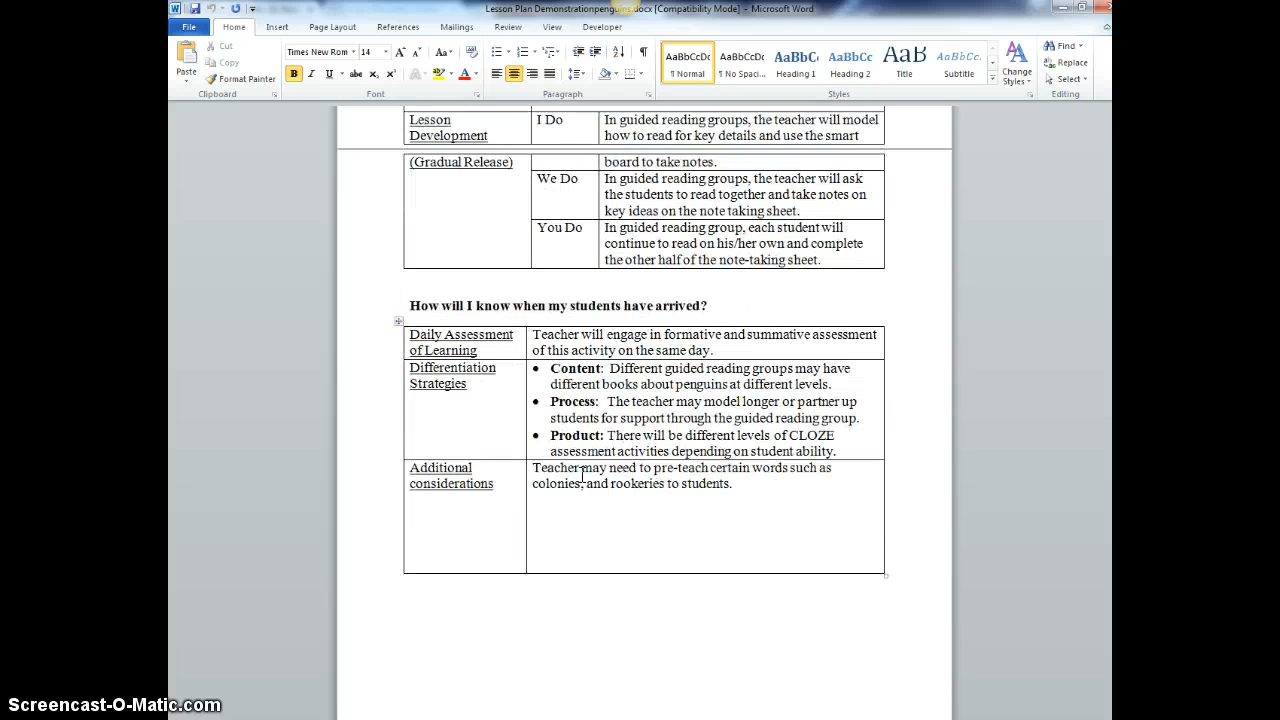 Lesson Plan Demonstrationpenguins.docx [Compatibility Mode] - Microsoft Word
File Home Insert Page Layout References Mailings Review View Developer
Paste
Cut
Copy
Format Painter
Clipboard
Times New Rom 14
Font
Paragraph
AaBbCcDc AaBbCcDc AaBbC AaBbCc AaB AaBbCc.
¶ Normal ¶ No Spaci... Heading 1 Heading 2 Title Subtitle
Change
Styles
Styles
Find
Replace
Select
Editing
Lesson
Development
I Do
In guided reading groups, the teacher will model
how to read for key details and use the smart
(Gradual Release)
board to take notes.
We Do
In guided reading groups, the teacher will ask
the students to read together and take notes on
key ideas on the note taking sheet.
You Do
In guided reading group, each student will
continue to read on his/her own and complete
the other half of the note-taking sheet.
How will I know when my students have arrived?
Daily Assessment
of Learning
Teacher will engage in formative and summative assessment
of this activity on the same day.
Differentiation
Strategies
• Content: Different guided reading groups may have
different books about penguins at different levels.
• Process: The teacher may model longer or partner up
students for support through the guided reading group.
• Product: There will be different levels of CLOZE
assessment activities depending on student ability.
Additional
considerations
Teacher may need to pre-teach certain words such as
colonies, and rookeries to students.
Screencast-O-Matic.com